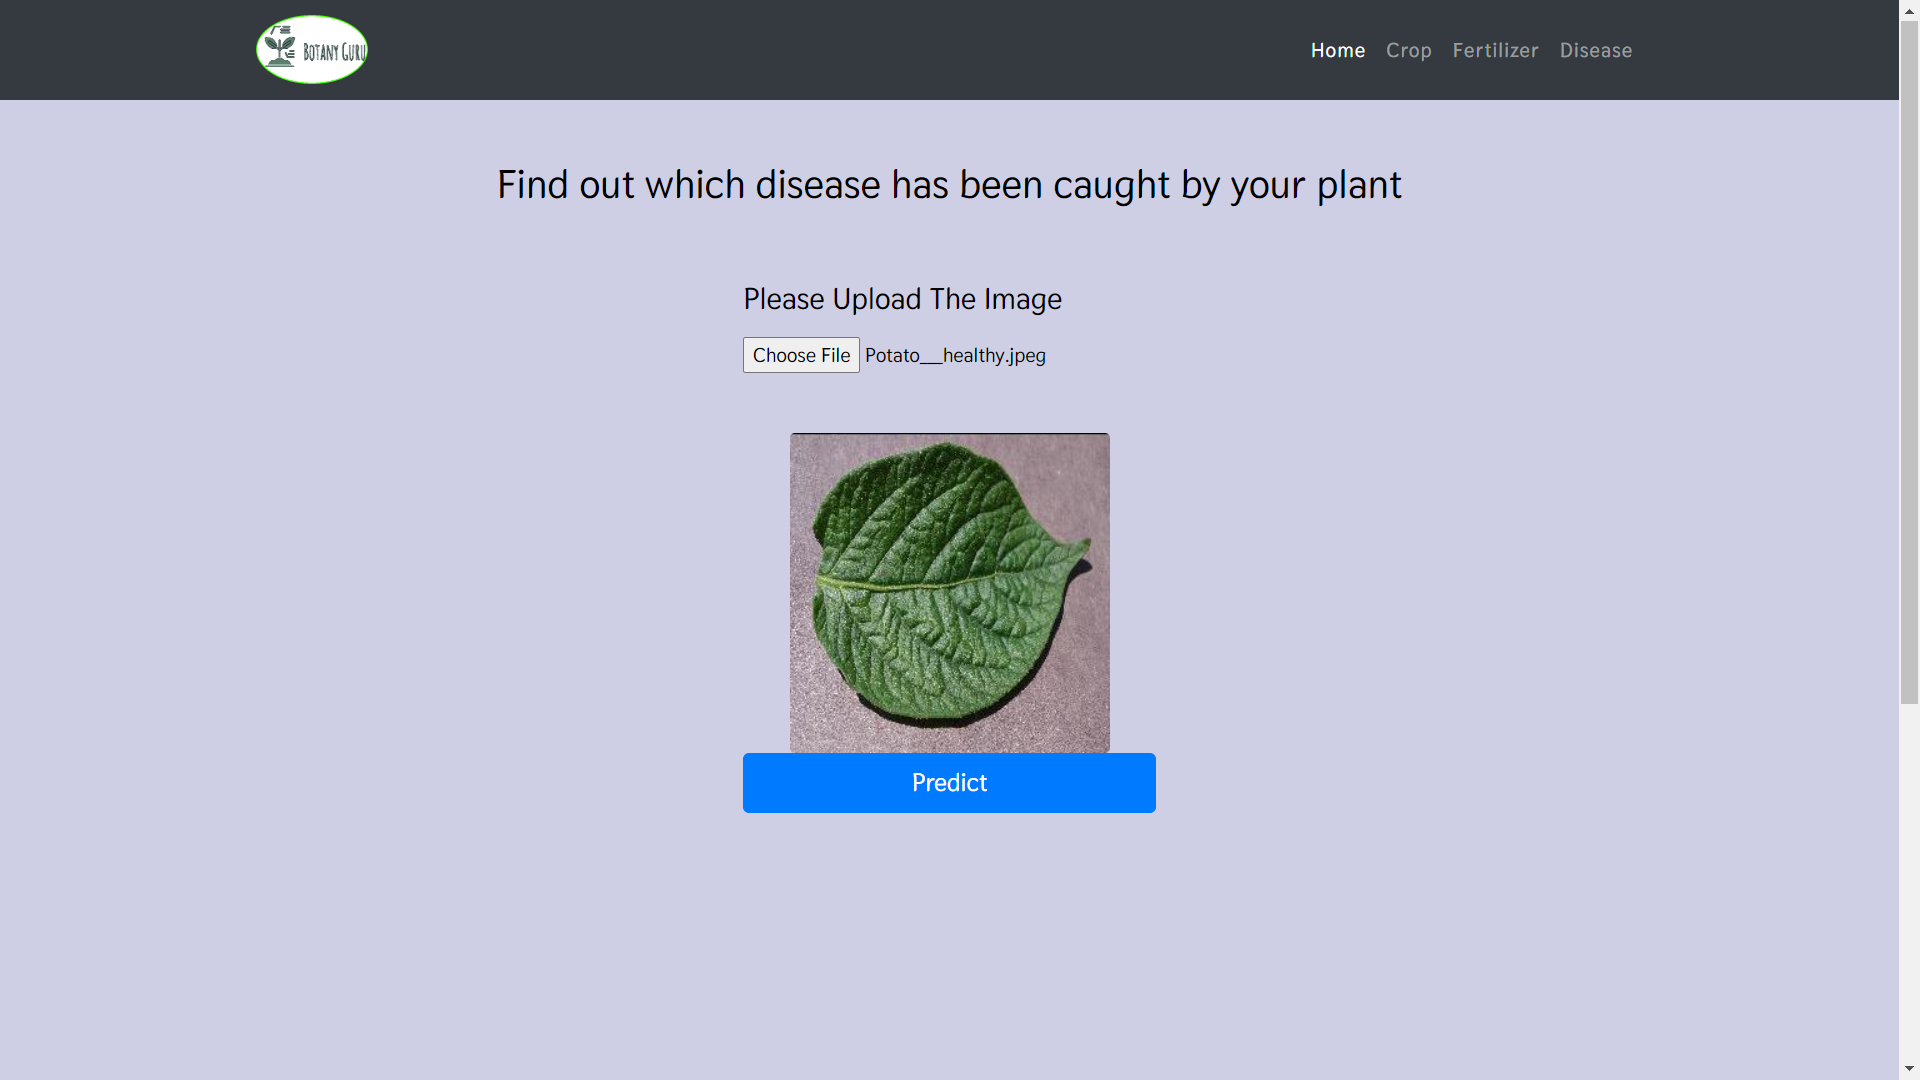 Botany Guru
Home Crop Fertilizer Disease
Find out which disease has been caught by your plant
Please Upload The Image
Choose File Potato___healthy.jpeg
Predict